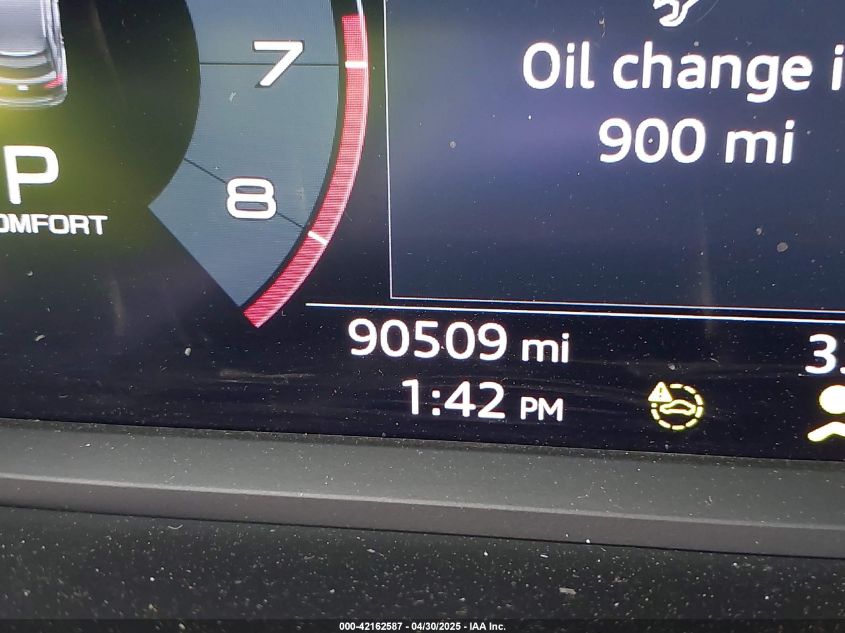 7
Oil change i
900 mi
P
8
OMFORT
90509 mi
3.
1:42 PM
000-42162587 - 04/30/2025 - IAA Inc.